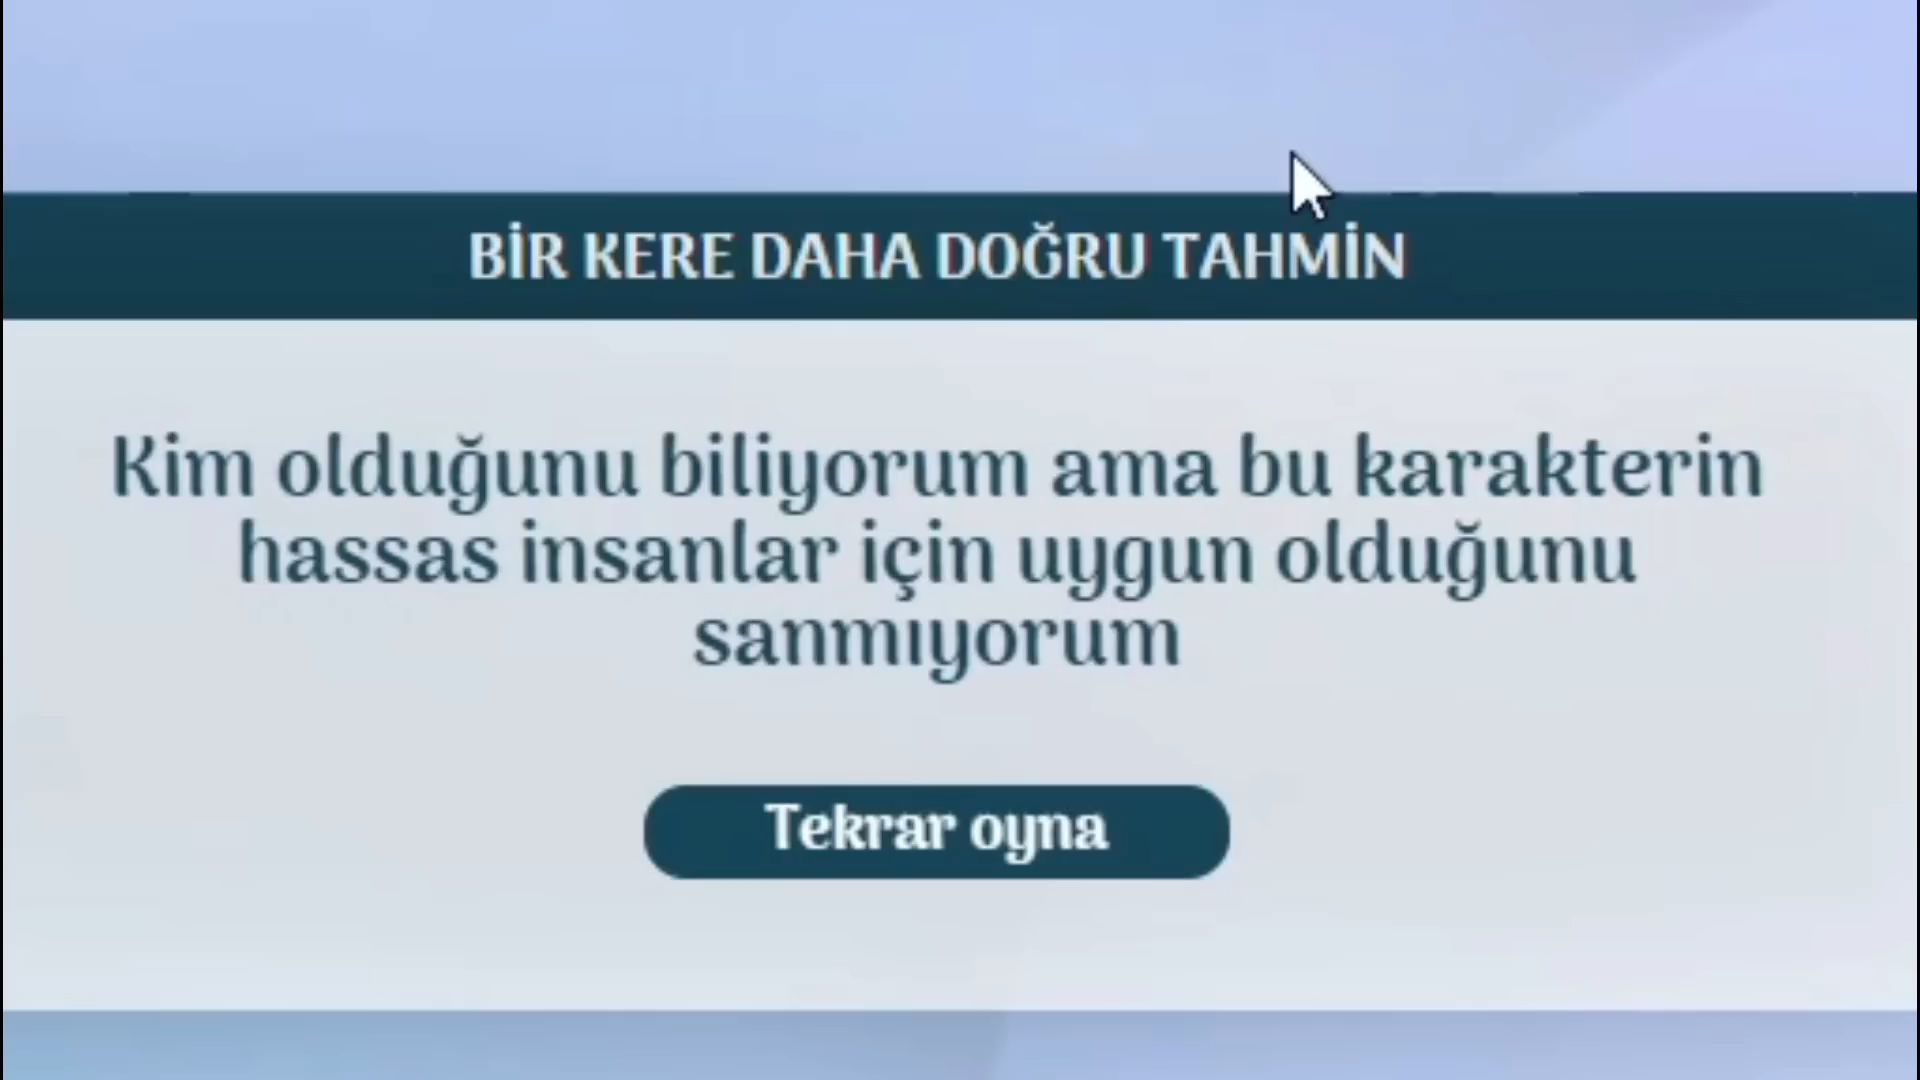 BİR KERE DAHA DOĞRU TAHMİN
Kim olduğunu biliyorum ama bu karakterin
hassas insanlar için uygun olduğunu
sanmıyorum
Tekrar oyna